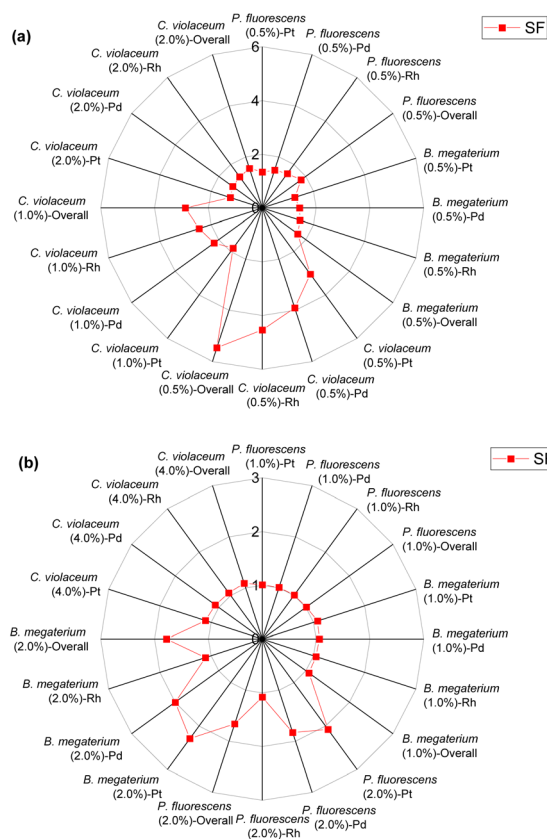 (a)
SF
6
4
2
0
P. fluorescens
(0.5%)-Pt
P. fluorescens
(0.5%)-Pd
P. fluorescens
(0.5%)-Rh
P. fluorescens
(0.5%)-Overall
B. megaterium
(0.5%)-Pt
B. megaterium
(0.5%)-Pd
B. megaterium
(0.5%)-Rh
B. megaterium
(0.5%)-Overall
C. violaceum
(0.5%)-Pt
C. violaceum
(0.5%)-Pd
C. violaceum
(0.5%)-Rh
C. violaceum
(0.5%)-Overall
C. violaceum
(1.0%)-Pt
C. violaceum
(1.0%)-Pd
C. violaceum
(1.0%)-Rh
C. violaceum
(1.0%)-Overall
C. violaceum
(2.0%)-Pt
C. violaceum
(2.0%)-Pd
C. violaceum
(2.0%)-Rh
C. violaceum
(2.0%)-Overall
(b)
3
2
1
0
P. fluorescens
(1.0%)-Pt
P. fluorescens
(1.0%)-Pd
P. fluorescens
(1.0%)-Rh
P. fluorescens
(1.0%)-Overall
B. megaterium
(1.0%)-Pt
B. megaterium
(1.0%)-Pd
B. megaterium
(1.0%)-Rh
B. megaterium
(1.0%)-Overall
P. fluorescens
(2.0%)-Pt
P. fluorescens
(2.0%)-Pd
P. fluorescens
(2.0%)-Rh
P. fluorescens
(2.0%)-Overall
B. megaterium
(2.0%)-Pt
B. megaterium
(2.0%)-Pd
B. megaterium
(2.0%)-Rh
B. megaterium
(2.0%)-Overall
C. violaceum
(4.0%)-Pt
C. violaceum
(4.0%)-Pd
C. violaceum
(4.0%)-Rh
C. violaceum
(4.0%)-Overall